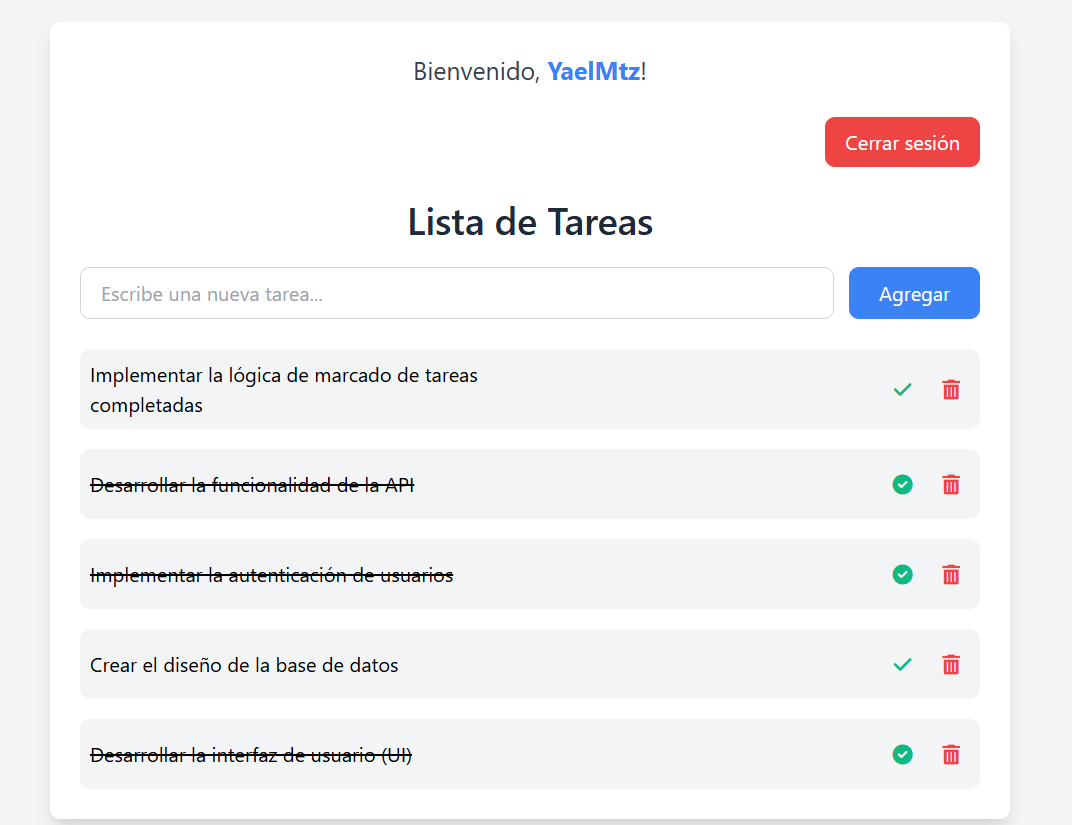 Bienvenido, YaelMtz!
Cerrar sesión
Lista de Tareas
Escribe una nueva tarea...
Agregar
Implementar la lógica de marcado de tareas
completadas
Desarrollar la funcionalidad de la API
Implementar la autenticación de usuarios
Crear el diseño de la base de datos
Desarrollar la interfaz de usuario (UI)